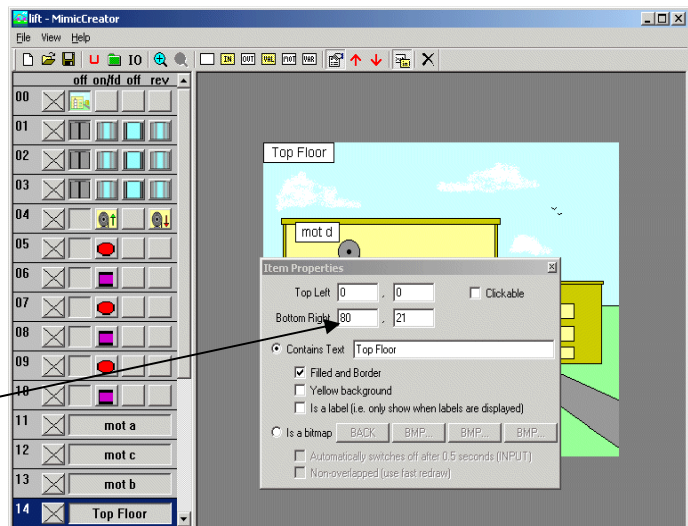 lift - MimicCreator
File View Help
U IO IN OUT VAL MOT VAR
off on/fd off rev
00
01
02
03
04
05
06
07
08
09
10
11 mot a
12 mot c
13 mot b
14 Top Floor
Top Floor
mot d
Item Properties
Top Left 0 , 0 Clickable
Bottom Right 80 , 21
Contains Text Top Floor
Filled and Border
Yellow background
Is a label (i.e. only show when labels are displayed)
Is a bitmap BACK BMP... BMP... BMP...
Automatically switches off after 0.5 seconds (INPUT)
Non-overlapped (use fast redraw)